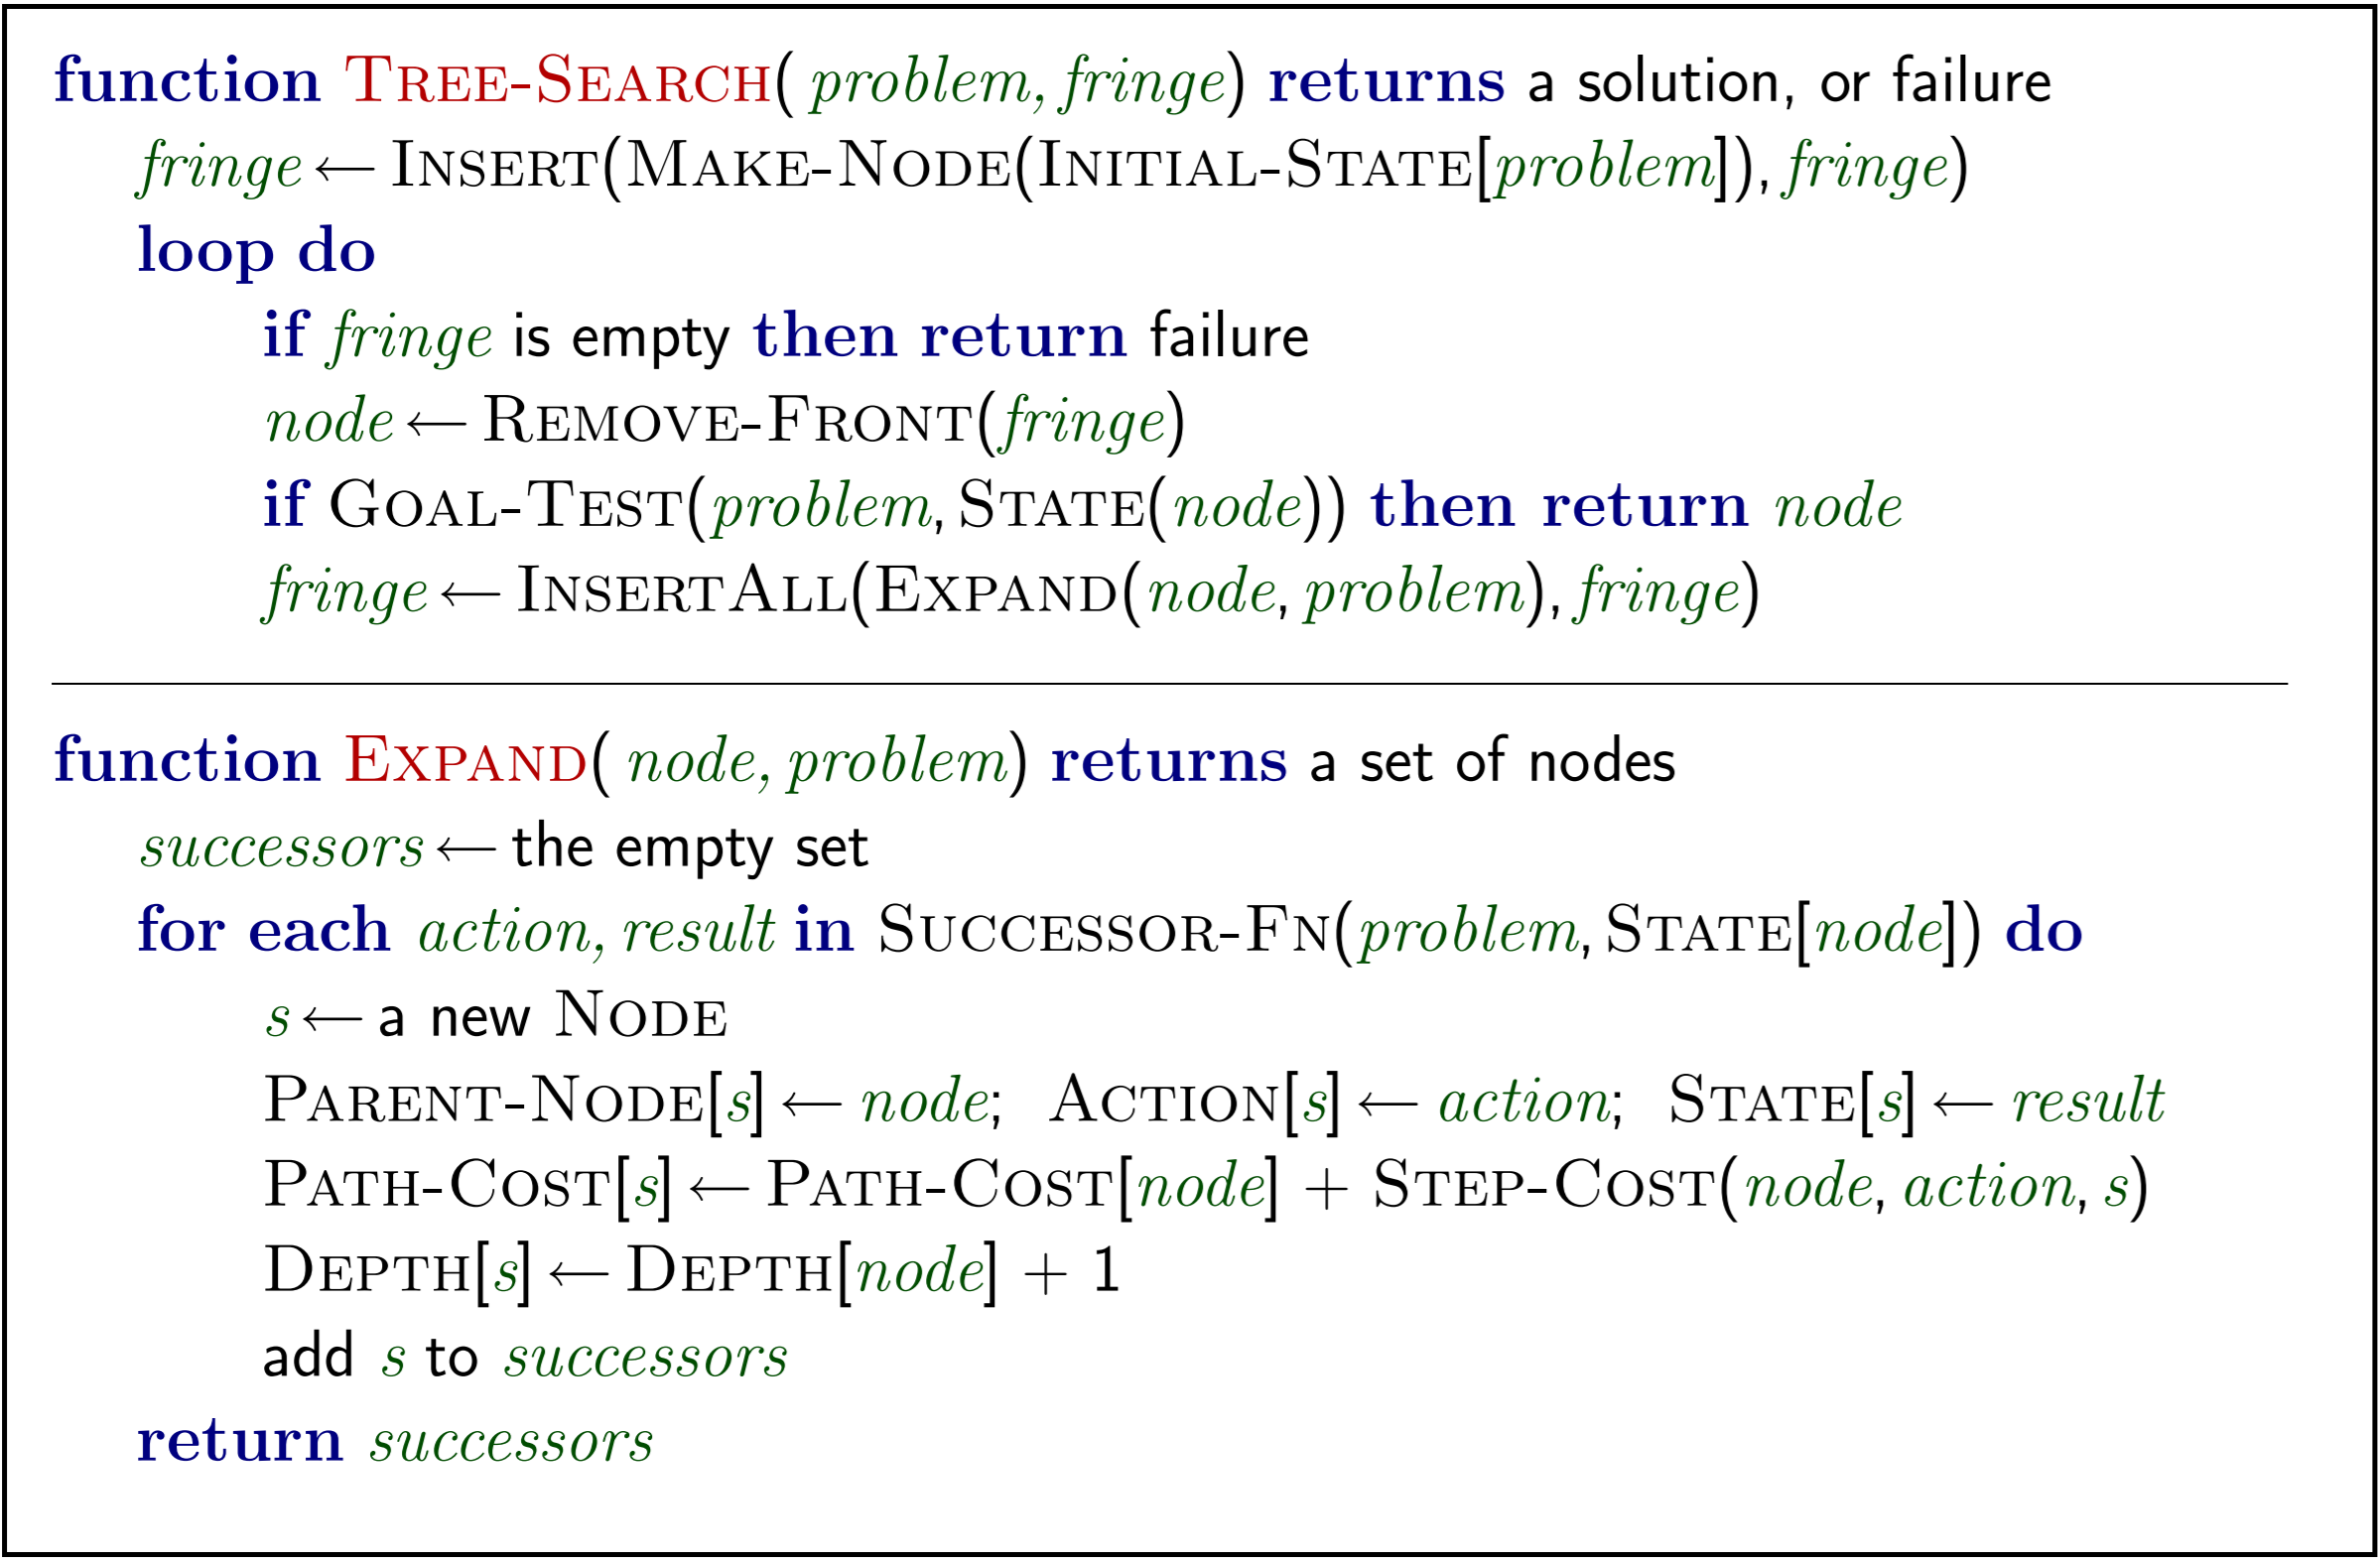 function TREE-SEARCH( problem, fringe) returns a solution, or failure
fringe ← INSERT(MAKE-NODE(INITIAL-STATE[problem]), fringe)
loop do
if fringe is empty then return failure
node ← REMOVE-FRONT(fringe)
if GOAL-TEST(problem, STATE(node)) then return node
fringe ← INSERTALL(EXPAND(node, problem), fringe)
function EXPAND( node, problem) returns a set of nodes
successors ← the empty set
for each action, result in SUCCESSOR-FN(problem, STATE[node]) do
s ← a new NODE
PARENT-NODE[s] ← node; ACTION[s] ← action; STATE[s] ← result
PATH-COST[s] ← PATH-COST[node] + STEP-COST(node, action, s)
DEPTH[s] ← DEPTH[node] + 1
add s to successors
return successors